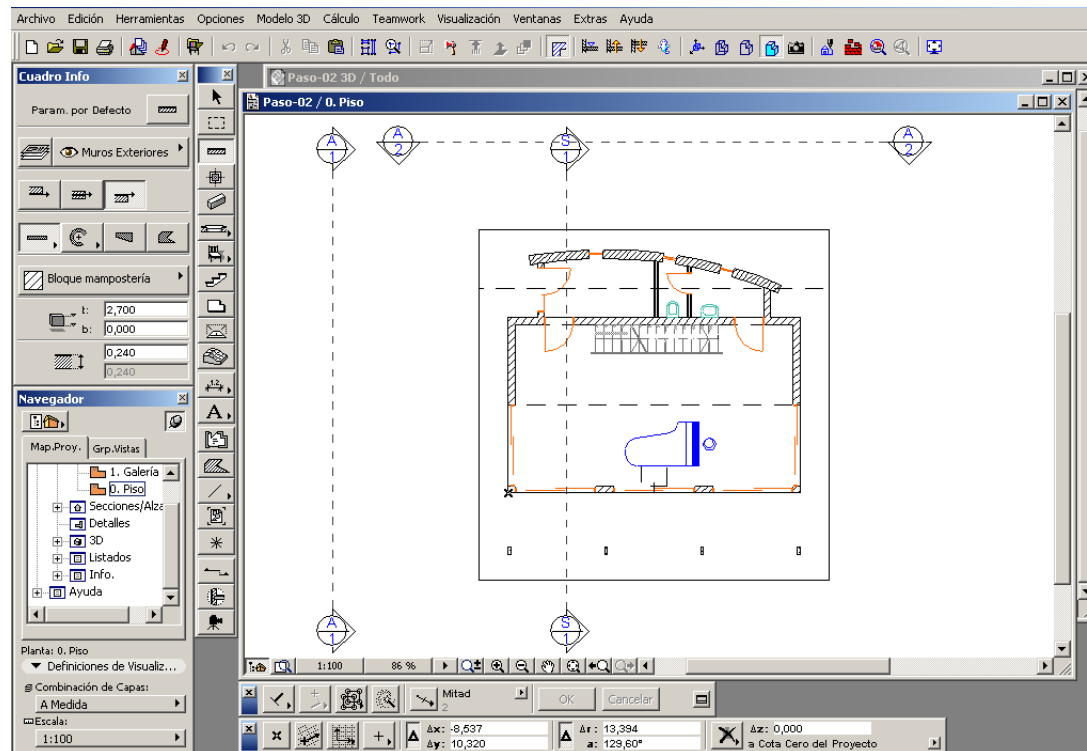 Archivo Edición Herramientas Opciones Modelo 3D Cálculo Teamwork Visualización Ventanas Extras Ayuda
Cuadro Info
Param. por Defecto
Muros Exteriores
Bloque mampostería
t: 2,700
b: 0,000
0,240
0,240
Navegador
Map.Proy. Grp.Vistas
1. Galería
0. Piso
Secciones/Alza
Detalles
3D
Listados
Info.
Ayuda
Planta: 0. Piso
Definiciones de Visualiz...
Combinación de Capas:
A Medida
Escala:
1:100
1.2
A
Paso-02 3D / Todo
Paso-02 / 0. Piso
A
1
A
2
S
1
A
2
A
1
S
1
1:100 86 %
Mitad
2
OK Cancelar
Δx: -8,537
Δy: 10,320
Δr: 13,394
a: 129,60°
Δz: 0,000
a Cota Cero del Proyecto